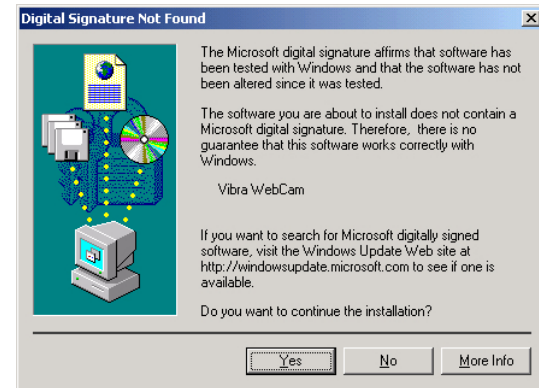 Digital Signature Not Found
The Microsoft digital signature affirms that software has
been tested with Windows and that the software has not
been altered since it was tested.
The software you are about to install does not contain a
Microsoft digital signature. Therefore, there is no
guarantee that this software works correctly with
Windows.
Vibra WebCam
If you want to search for Microsoft digitally signed
software, visit the Windows Update Web site at
http://windowsupdate.microsoft.com to see if one is
available.
Do you want to continue the installation?
Yes No More Info